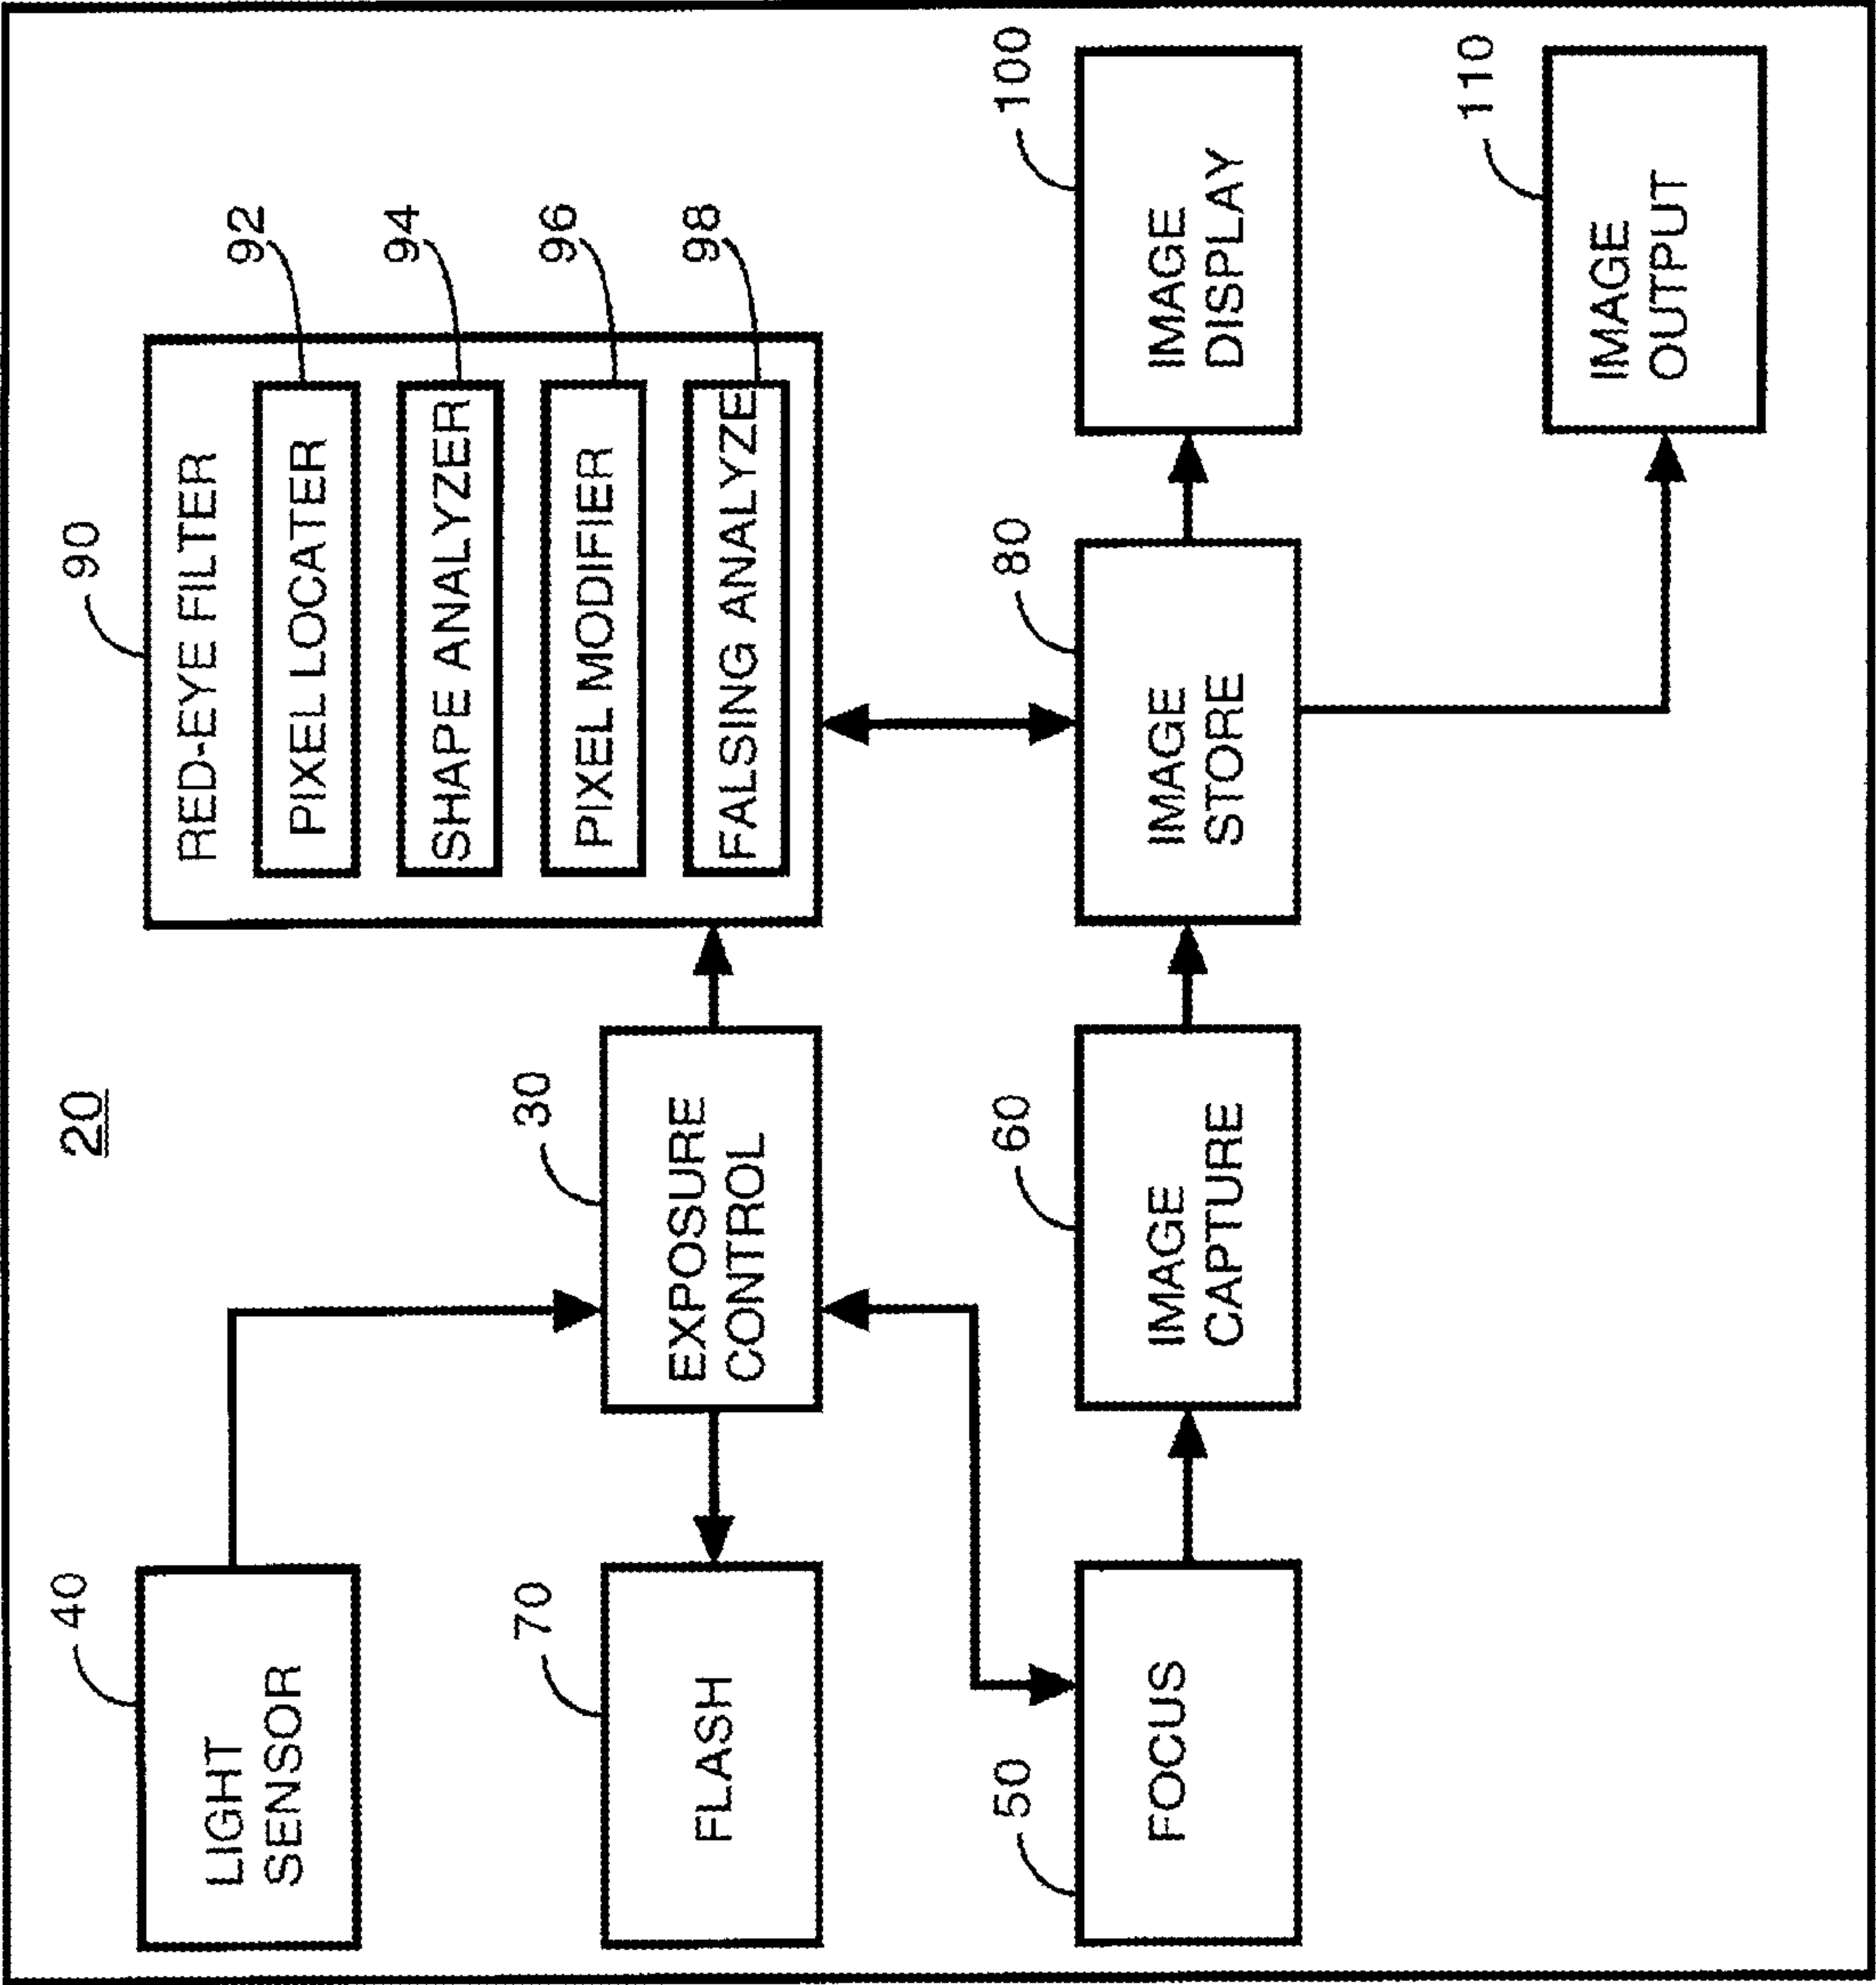 20
40
LIGHT
SENSOR
30
EXPOSURE
CONTROL
90
RED-EYE FILTER
PIXEL LOCATER
92
SHAPE ANALYZER
94
PIXEL MODIFIER
96
FALSING ANALYZE
98
70
FLASH
50
FOCUS
60
IMAGE
CAPTURE
80
IMAGE
STORE
100
IMAGE
DISPLAY
110
IMAGE
OUTPUT